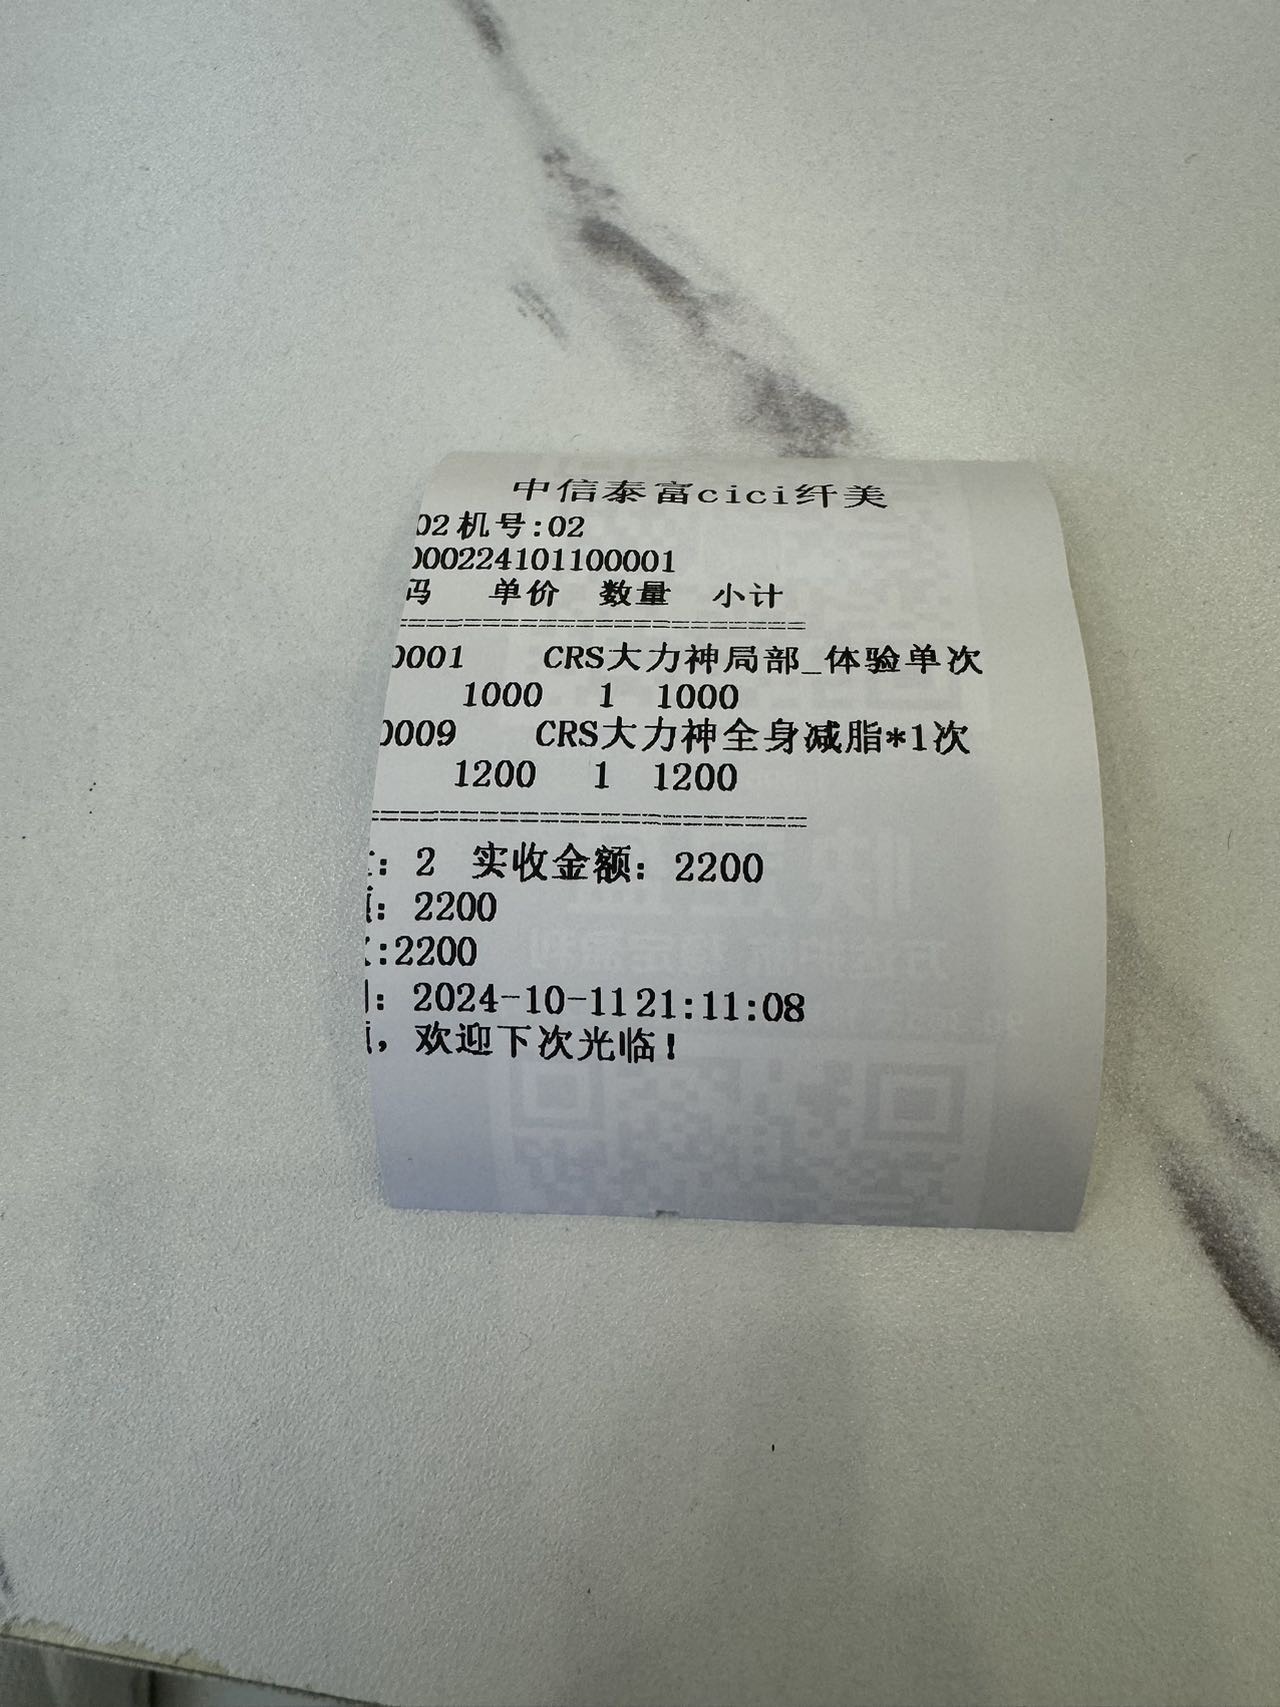 中信泰富cici纤美
02机号:02
000224101100001
码 单价 数量 小计
======================
0001 CRS大力神局部_体验单次
1000 1 1000
0009 CRS大力神全身减脂*1次
1200 1 1200
======================
: 2 实收金额: 2200
: 2200
:2200
: 2024-10-11 21:11:08
, 欢迎下次光临!